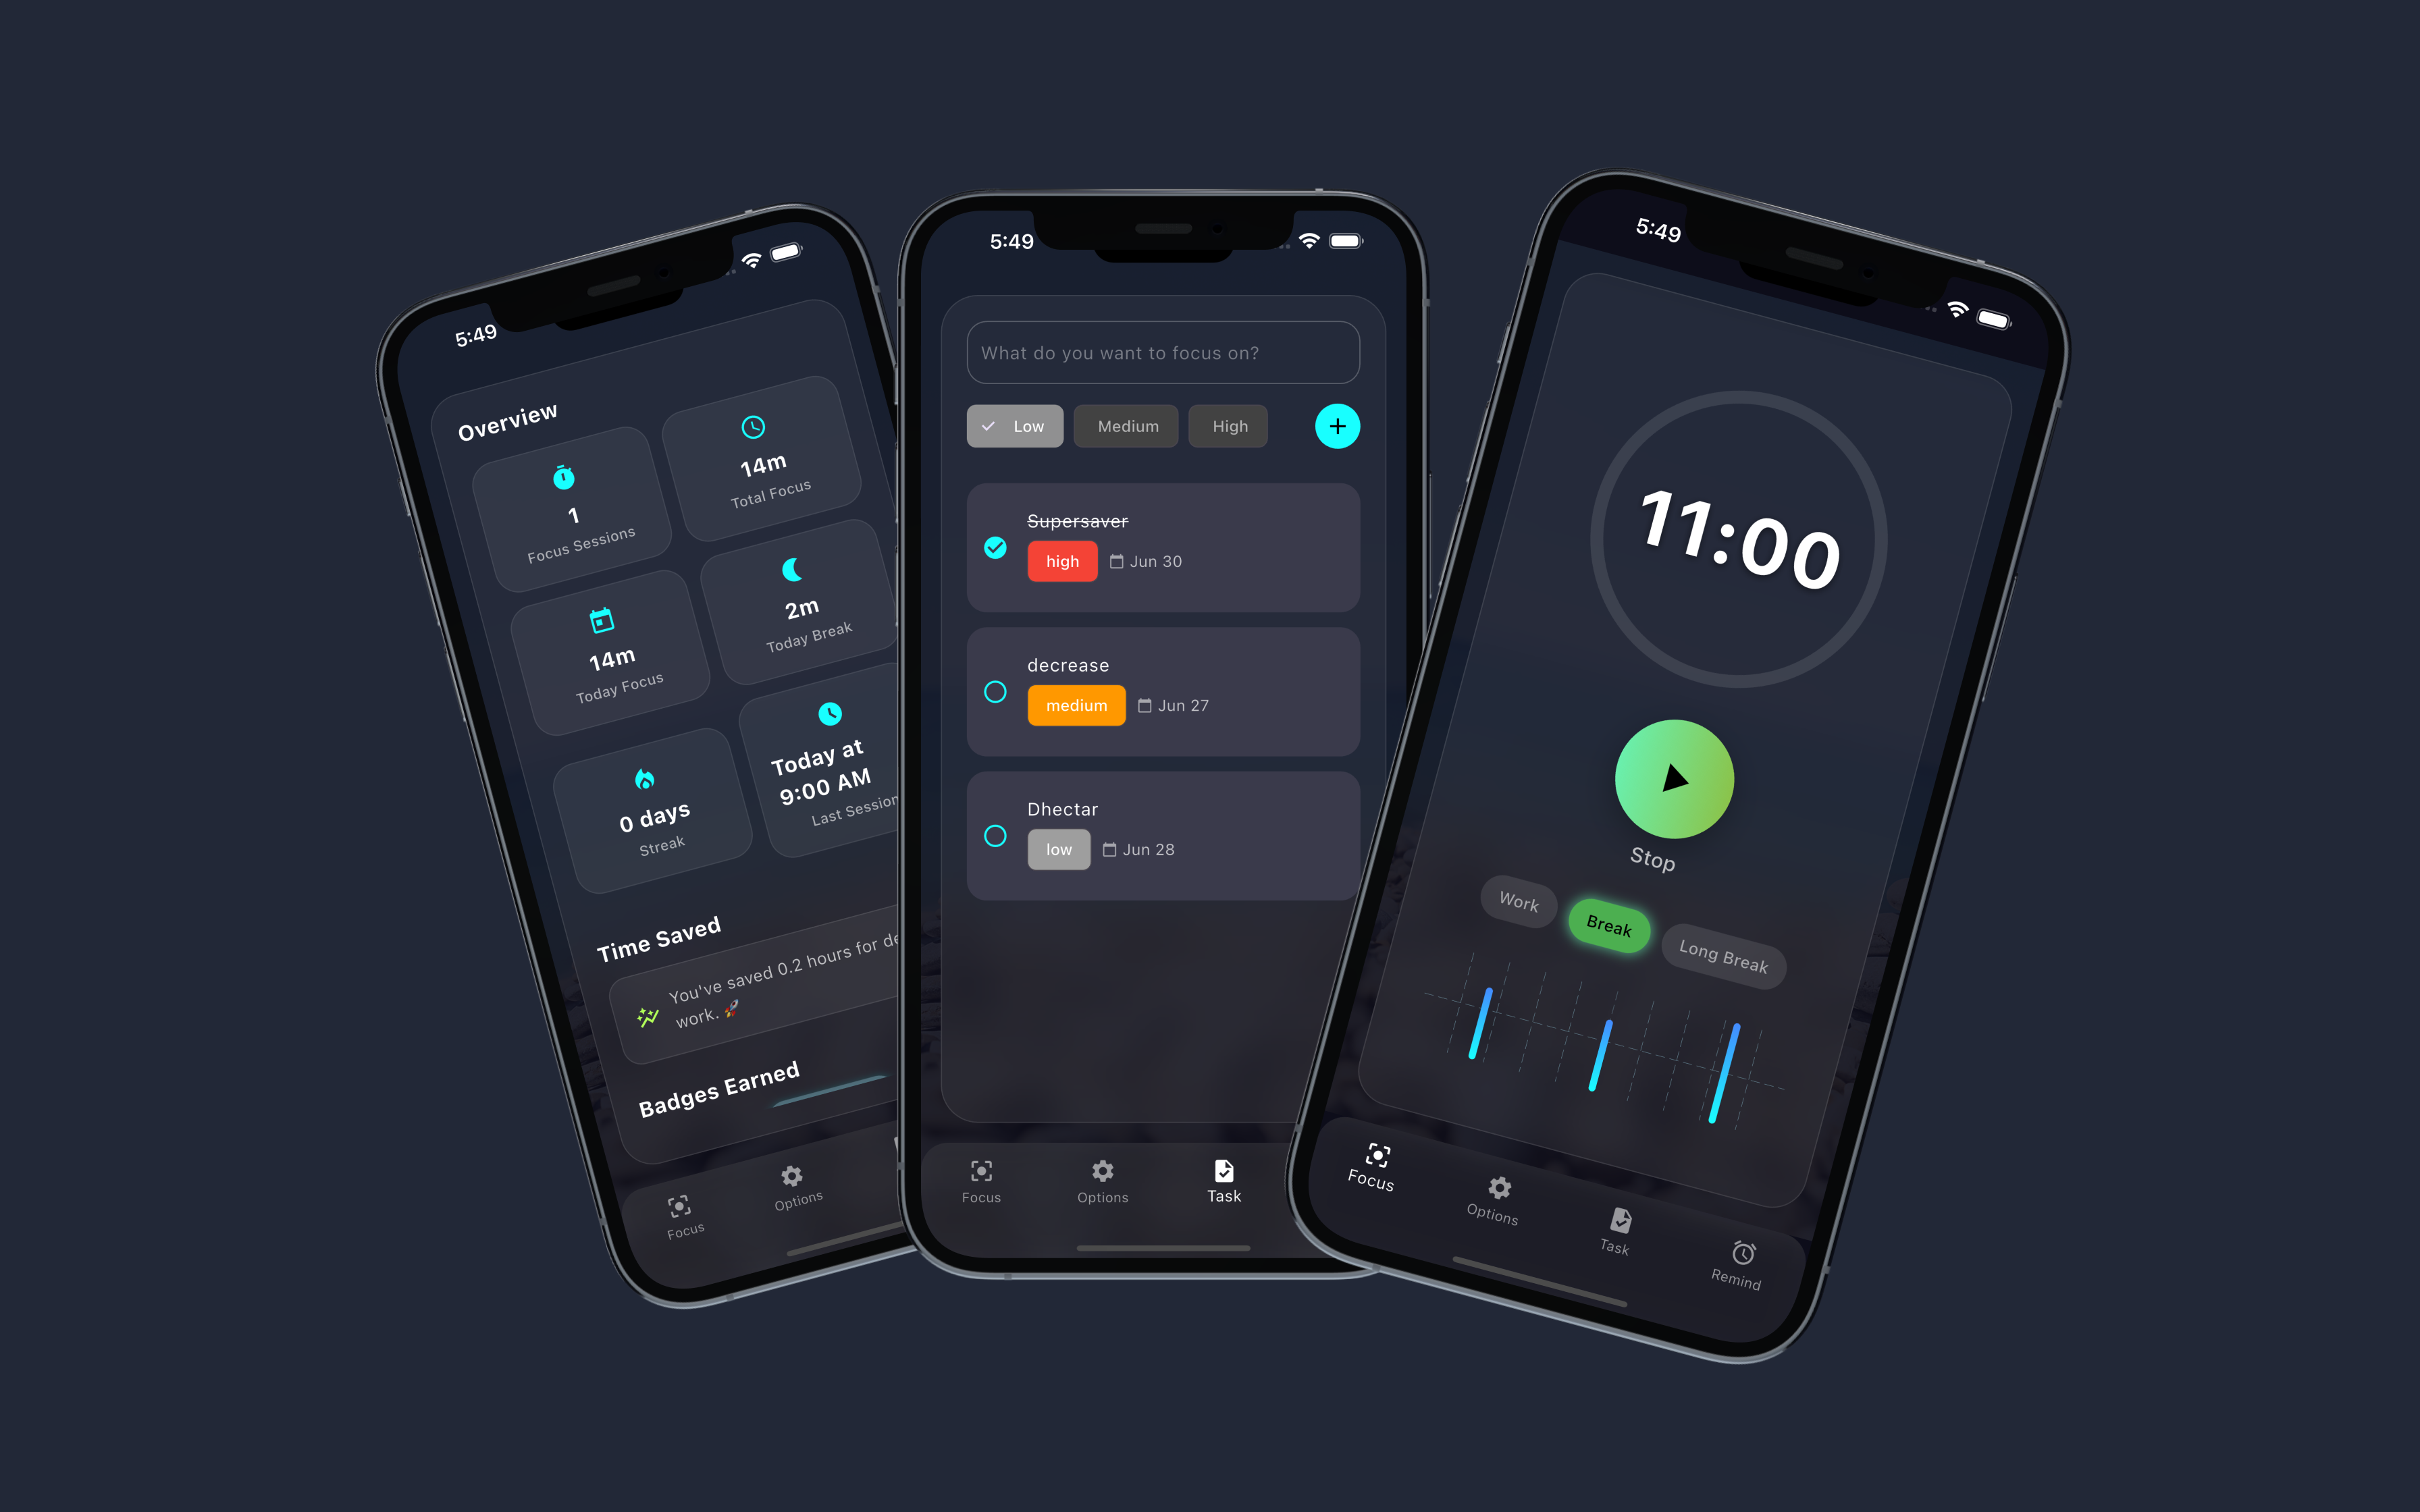 5:49
Overview
1
Focus Sessions
14m
Total Focus
14m
Today Focus
2m
Today Break
0 days
Streak
Today at
9:00 AM
Last Session
Time Saved
You've saved 0.2 hours for
work. 🚀
Badges Earned
Focus
Options
5:49
What do you want to focus on?
Low
Medium
High
Supersaver
high
Jun 30
decrease
medium
Jun 27
Dhectar
low
Jun 28
Focus
Options
Task
5:49
11:00
Stop
Work
Break
Long Break
Focus
Options
Task
Remind